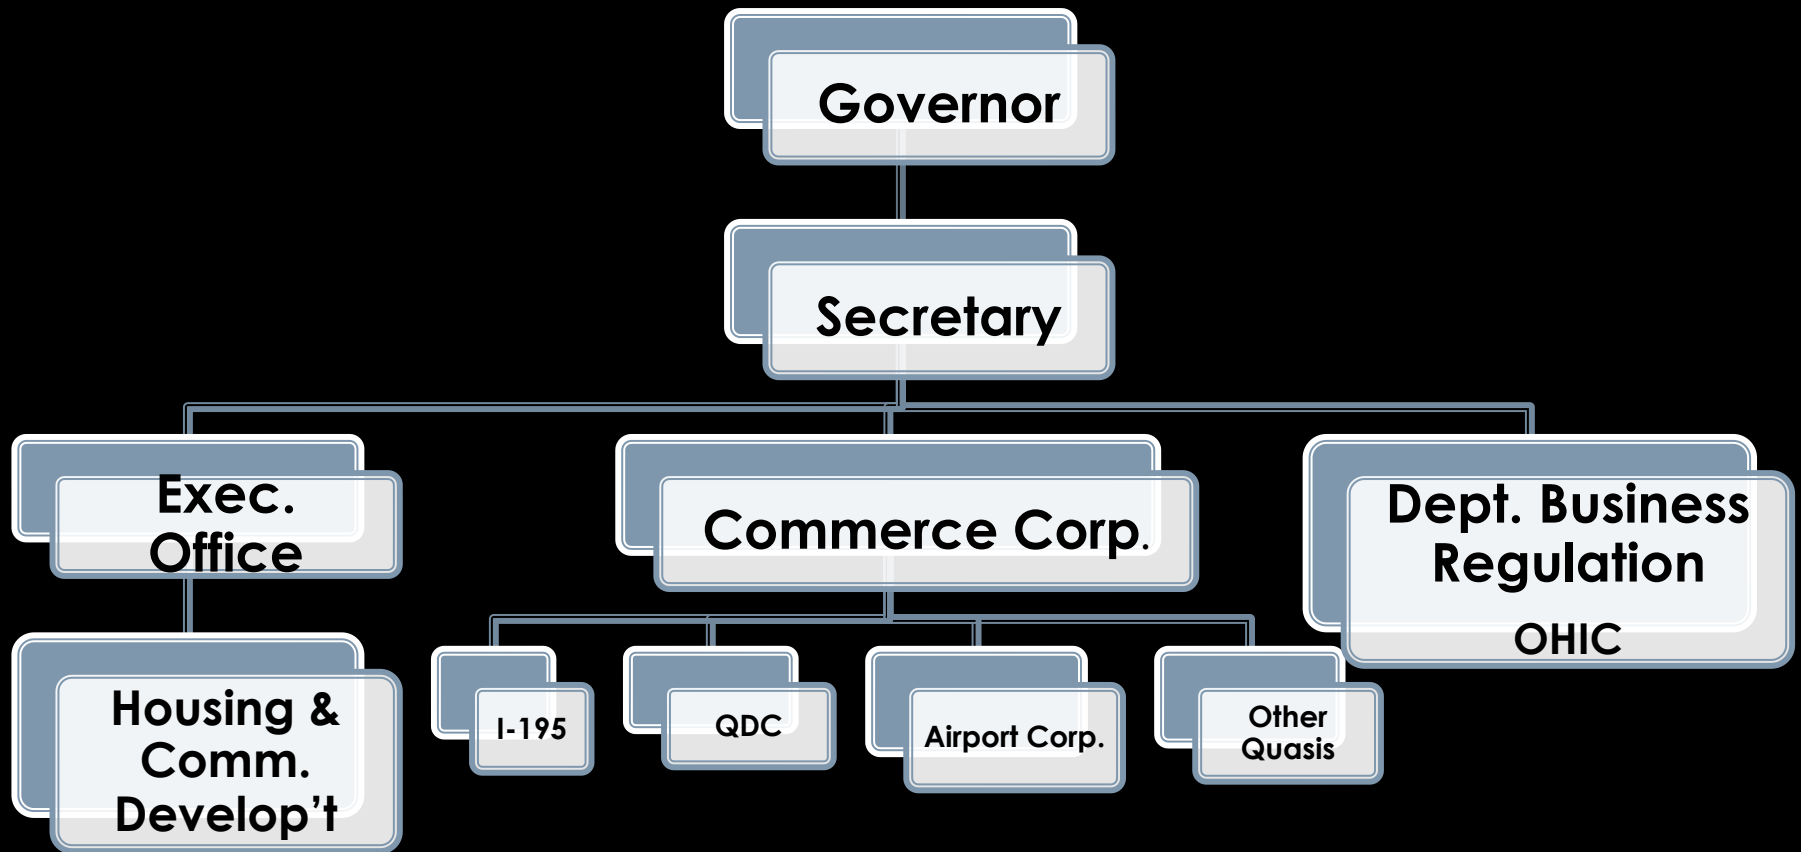 Governor
Secretary
Exec.
Office
Commerce Corp.
Dept. Business
Regulation
OHIC
Housing &
Comm.
Develop’t
I-195
QDC
Airport Corp.
Other
Quasis